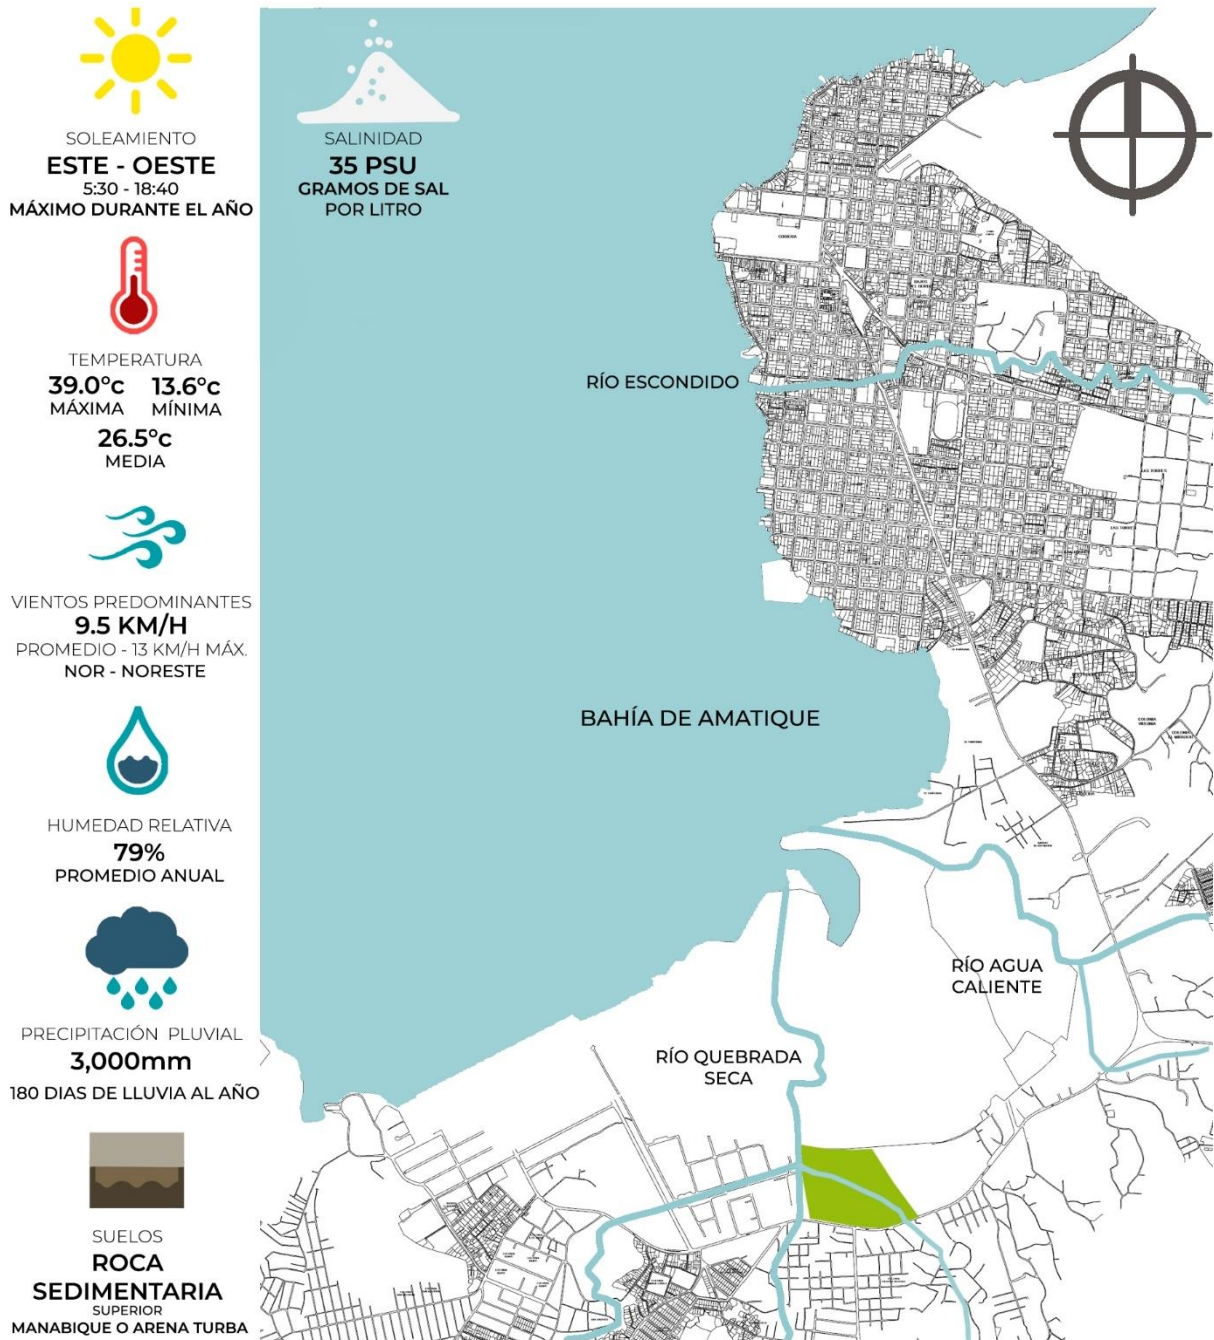 SOLEAMIENTO
ESTE - OESTE
5:30 - 18:40
MÁXIMO DURANTE EL AÑO
TEMPERATURA
39.0°c 13.6°c
MÁXIMA MÍNIMA
26.5°c
MEDIA
VIENTOS PREDOMINANTES
9.5 KM/H
PROMEDIO - 13 KM/H MÁX.
NOR - NORESTE
HUMEDAD RELATIVA
79%
PROMEDIO ANUAL
PRECIPITACIÓN PLUVIAL
3,000mm
180 DIAS DE LLUVIA AL AÑO
SUELOS
ROCA
SEDIMENTARIA
SUPERIOR
MANABIQUE O ARENA TURBA
SALINIDAD
35 PSU
GRAMOS DE SAL
POR LITRO
RÍO ESCONDIDO
BAHÍA DE AMATIQUE
RÍO AGUA
CALIENTE
RÍO QUEBRADA
SECA